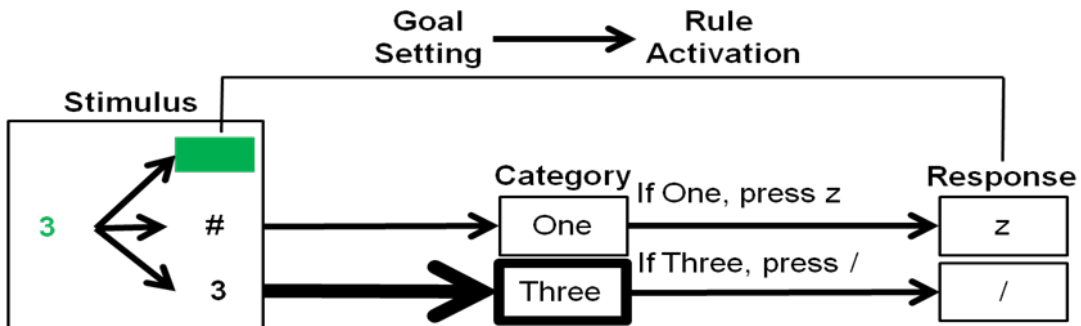 Goal Setting
Rule Activation
Stimulus
3
#
3
Category
One
Three
If One, press z
If Three, press /
Response
z
/